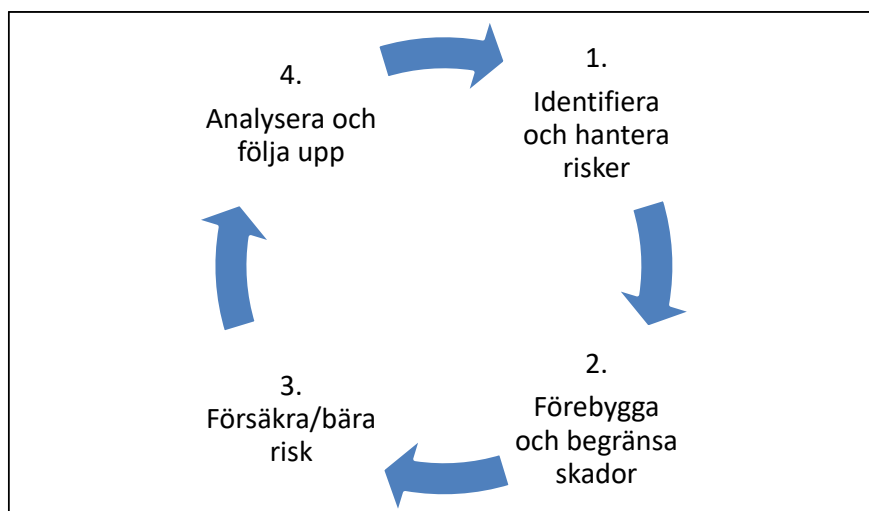 1.
Identifiera
och hantera
risker
2.
Förebygga
och begränsa
skador
3.
Försäkra/bära
risk
4.
Analysera och
följa upp